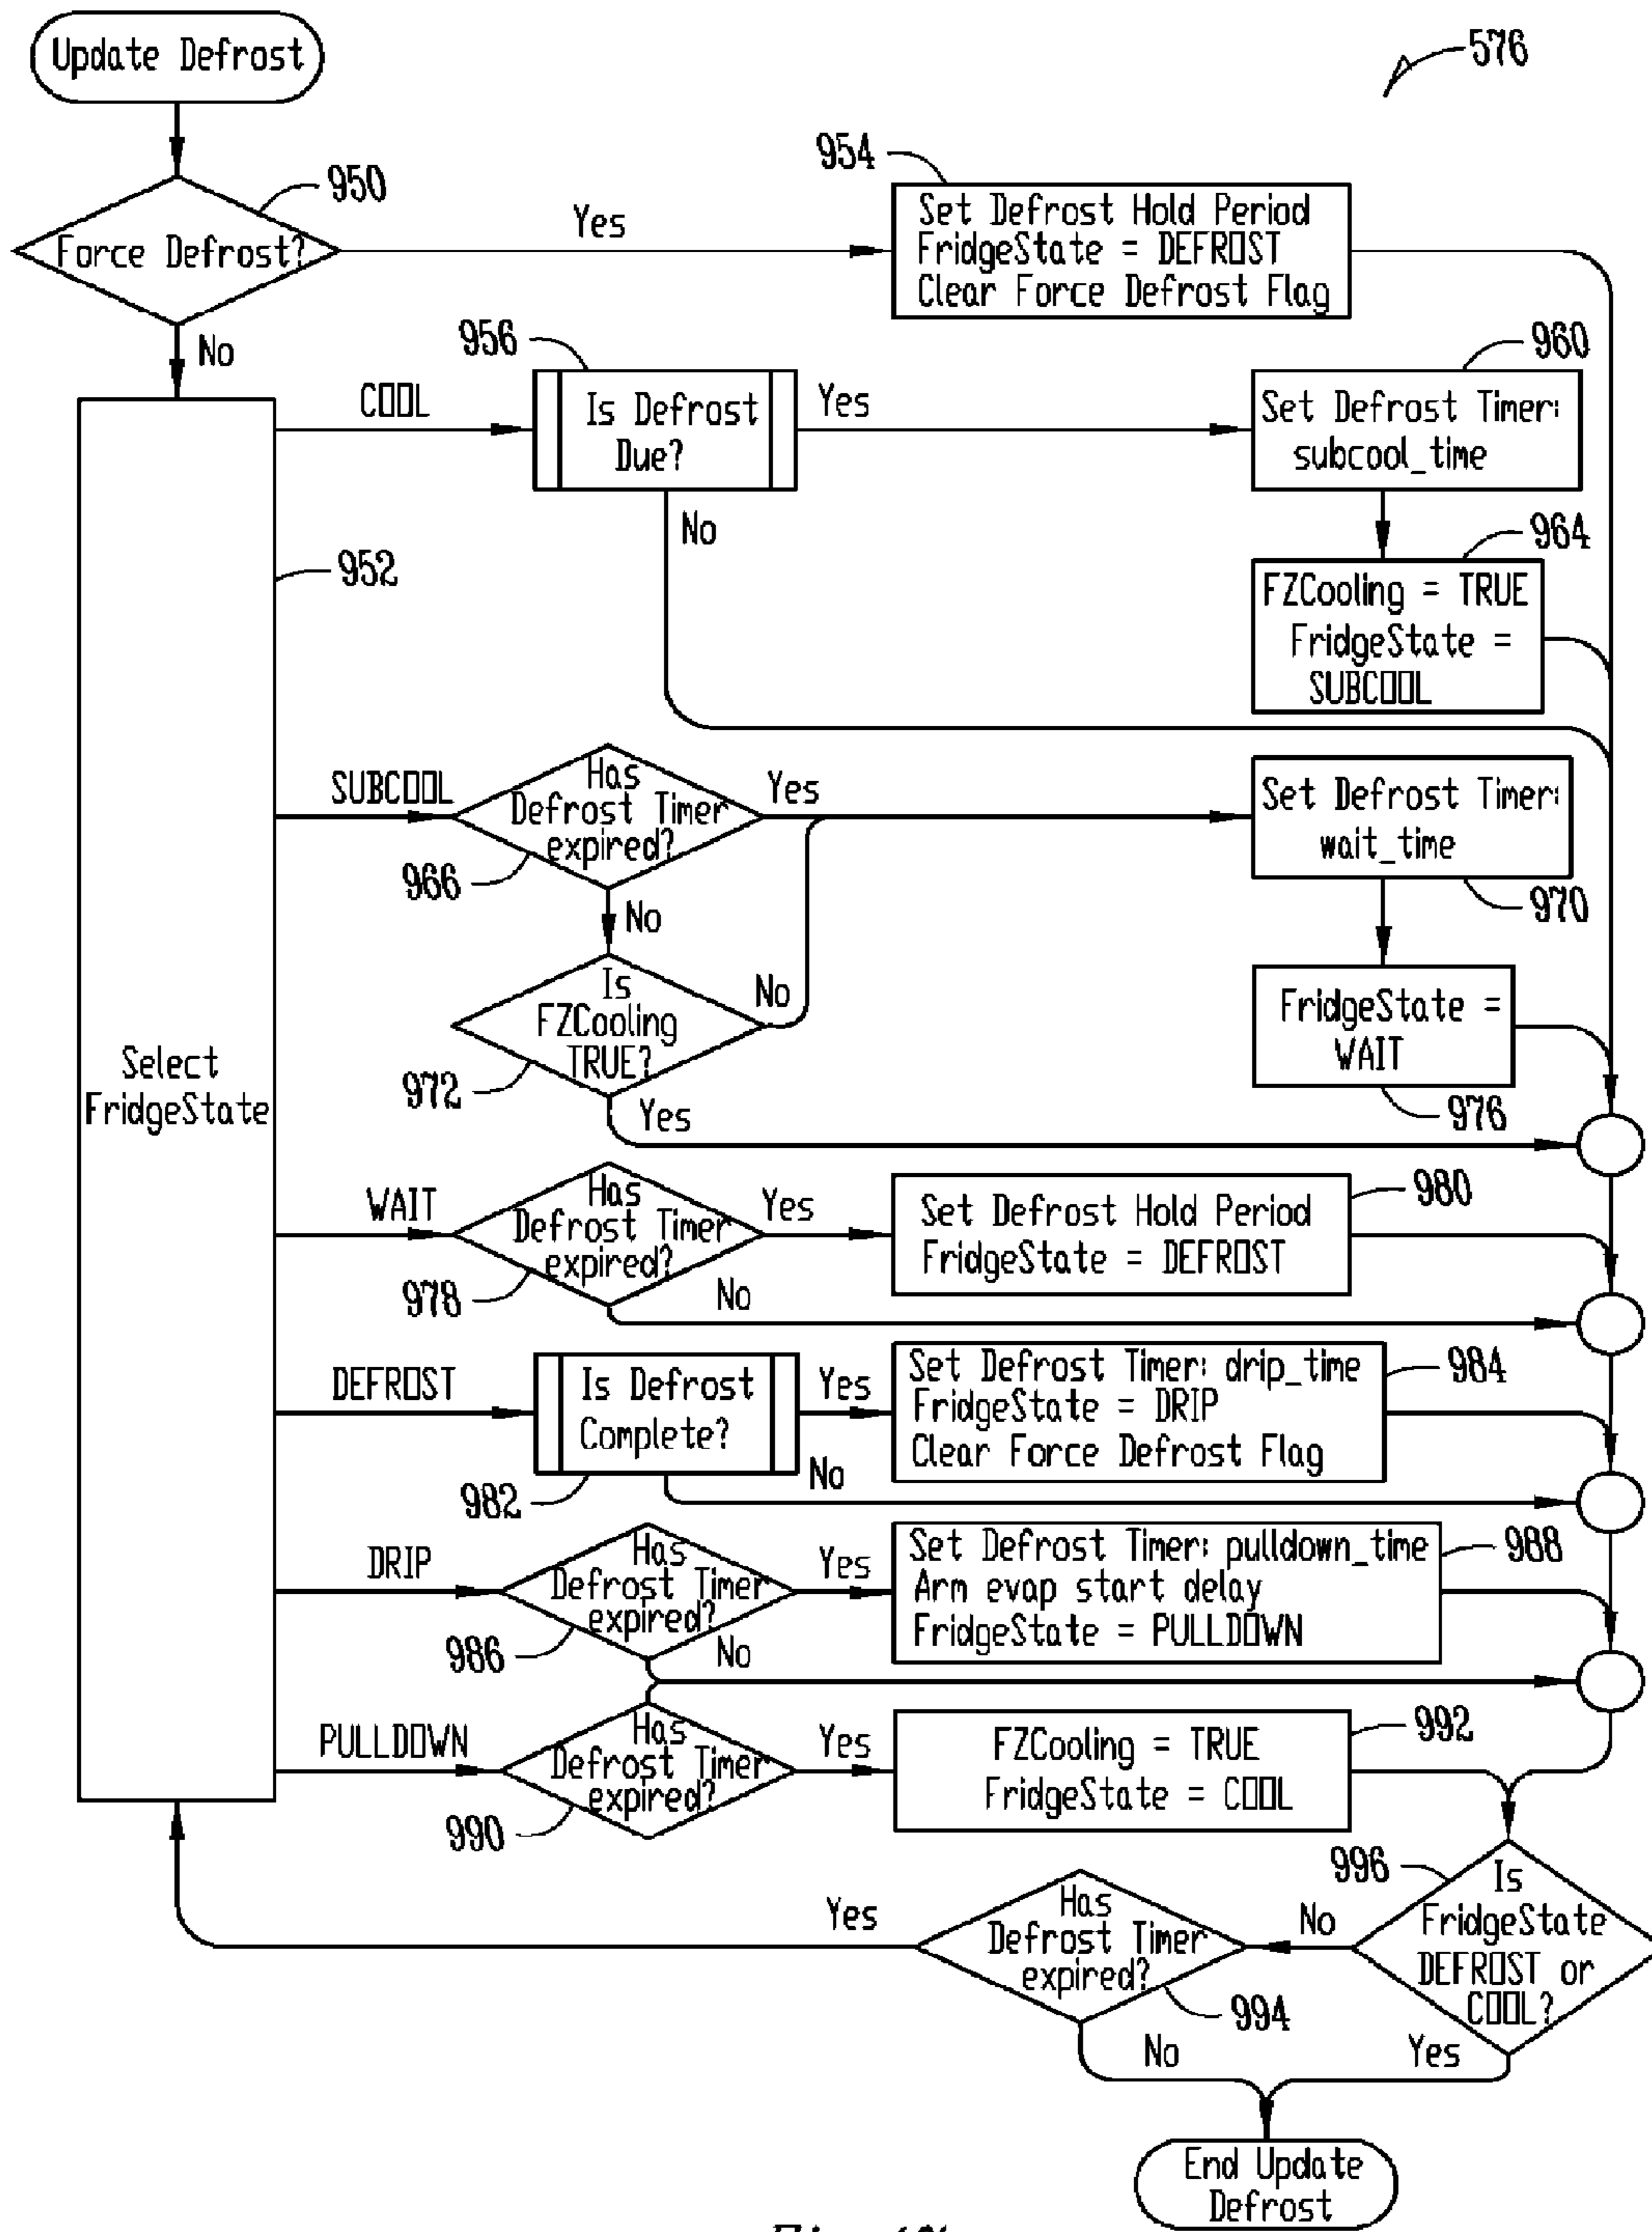 Update Defrost
576
950
Force Defrost?
Yes
954
Set Defrost Hold Period
FridgeState = DEFROST
Clear Force Defrost Flag
No
952
Select
FridgeState
COOL
956
Is Defrost
Due?
Yes
No
960
Set Defrost Timer:
subcool_time
964
FZCooling = TRUE
FridgeState =
SUBCOOL
SUBCOOL
Has
Defrost Timer
expired?
966
Yes
No
Set Defrost Timer:
wait_time
970
Is
FZCooling
TRUE?
972
No
Yes
FridgeState =
WAIT
976
WAIT
Has
Defrost Timer
expired?
978
Yes
No
980
Set Defrost Hold Period
FridgeState = DEFROST
DEFROST
Is Defrost
Complete?
982
Yes
No
984
Set Defrost Timer: drip_time
FridgeState = DRIP
Clear Force Defrost Flag
DRIP
Has
Defrost Timer
expired?
986
Yes
No
988
Set Defrost Timer: pulldown_time
Arm evap start delay
FridgeState = PULLDOWN
PULLDOWN
Has
Defrost Timer
expired?
990
Yes
992
FZCooling = TRUE
FridgeState = COOL
996
Is
FridgeState
DEFROST or
COOL?
No
Yes
Has
Defrost Timer
expired?
994
Yes
No
End Update
Defrost